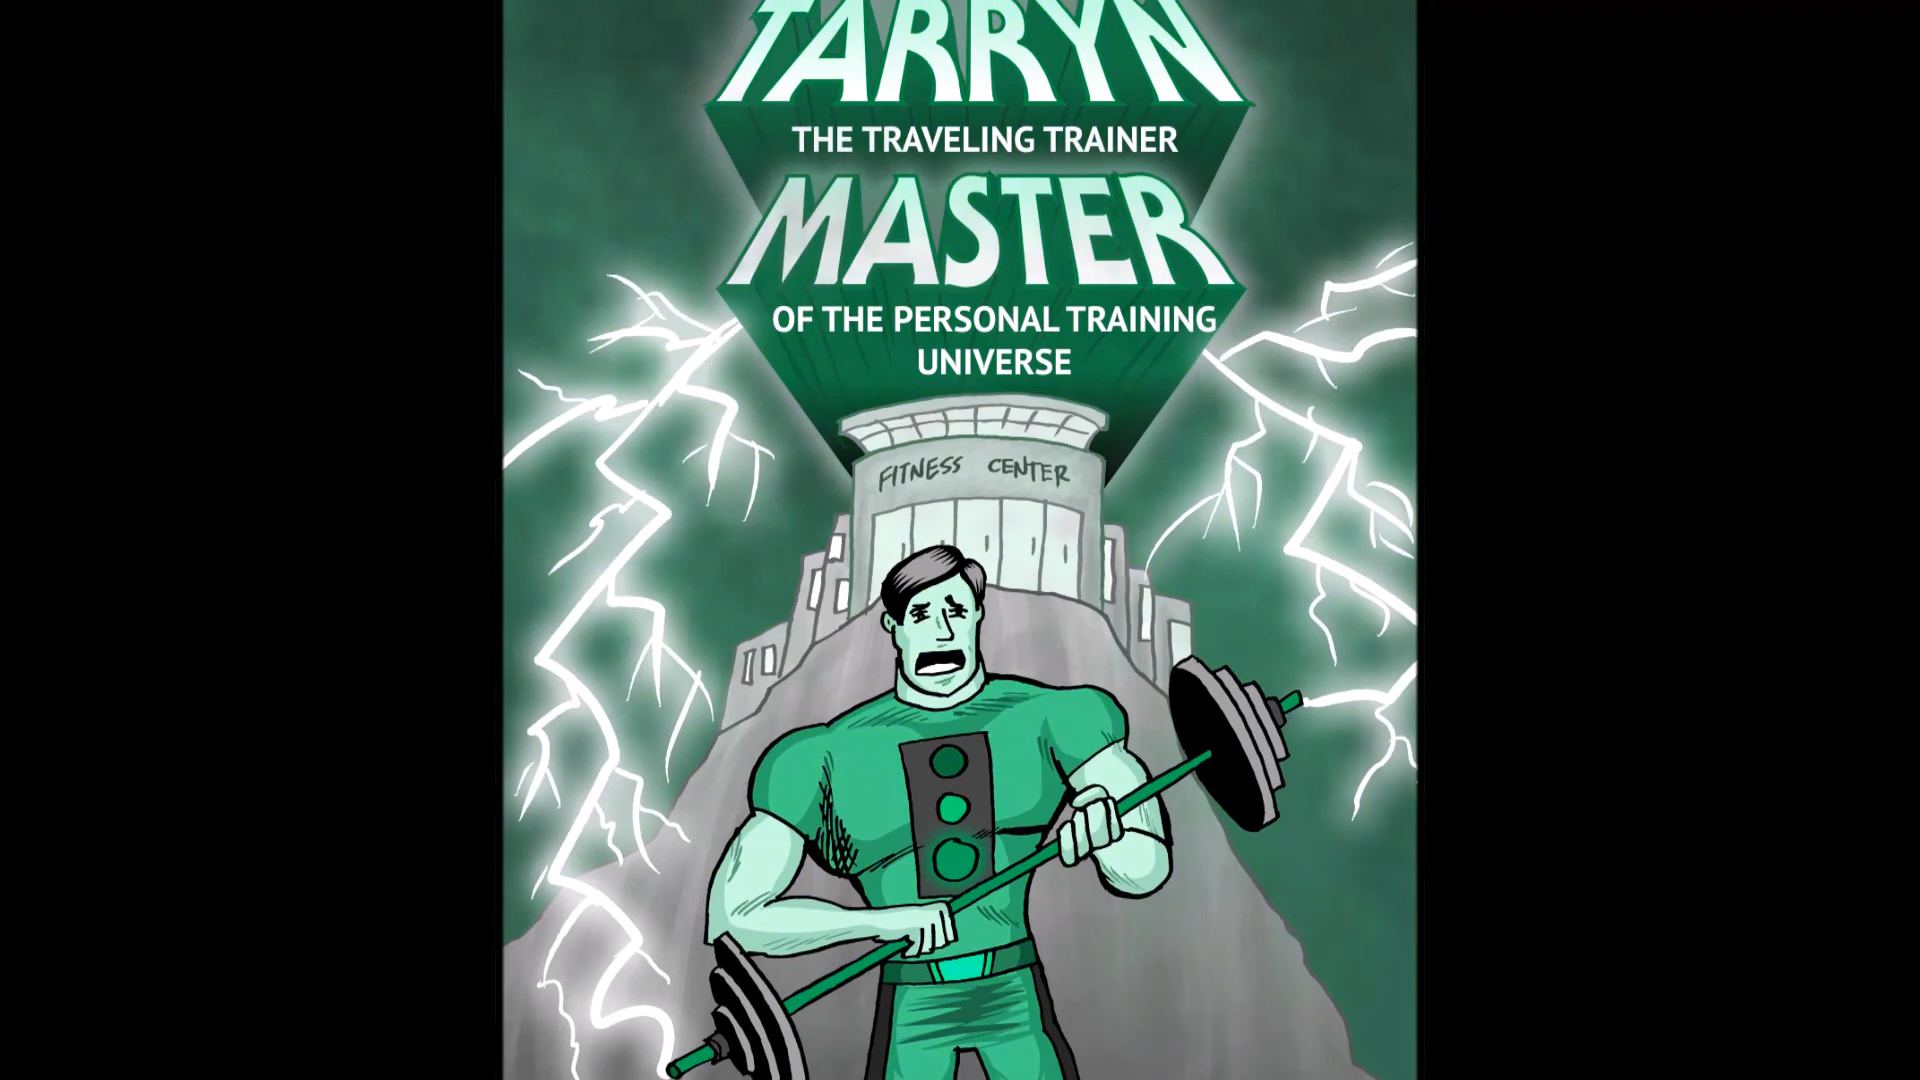 TARRYN
THE TRAVELING TRAINER
MASTER
OF THE PERSONAL TRAINING
UNIVERSE
FITNESS CENTER